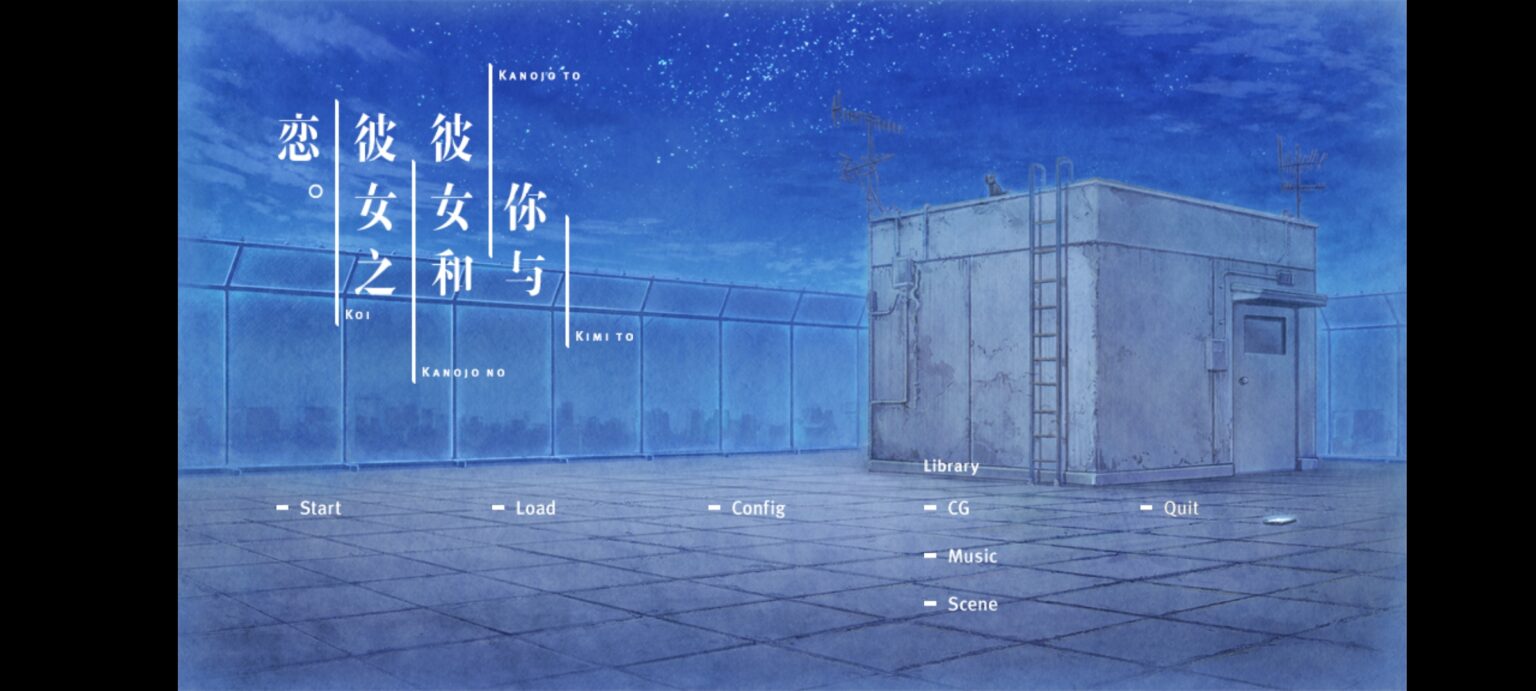 你与
彼女和
彼女之
恋。
KANOJO TO
KIMI TO
KOI
KANOJO NO
Library
Start
Load
Config
CG
Quit
Music
Scene